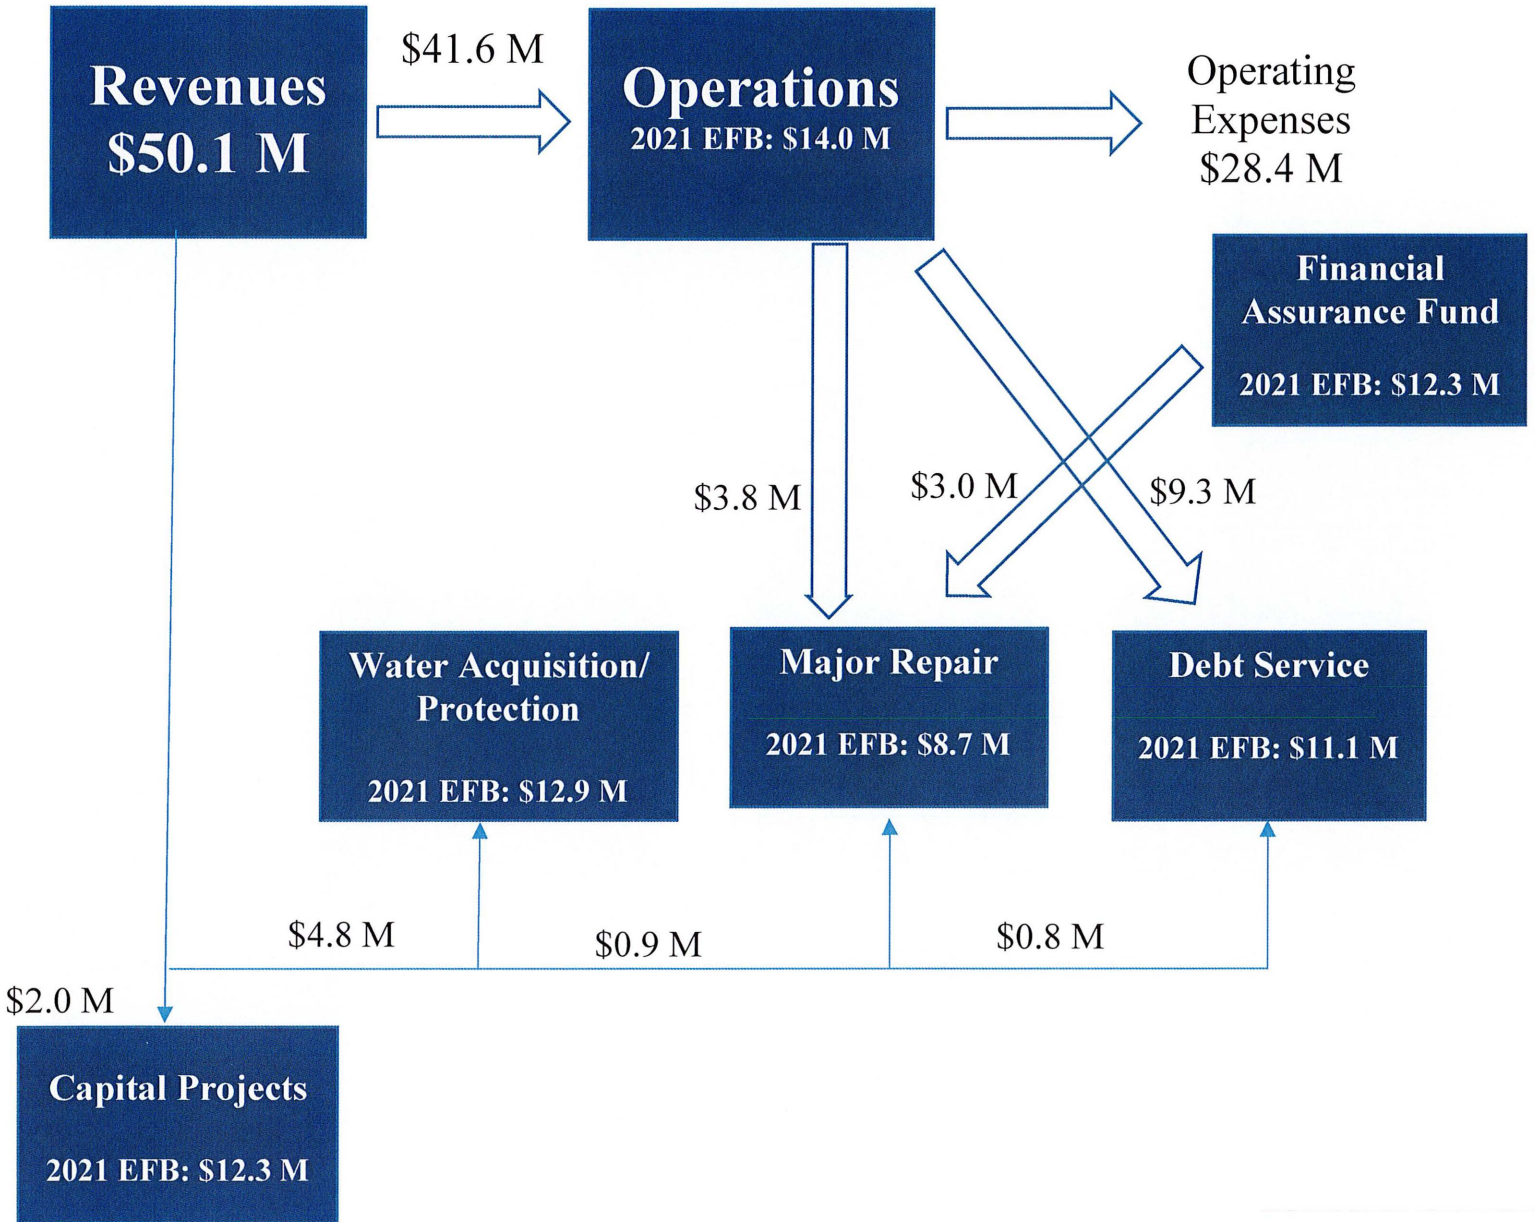 Revenues
$50.1 M
$41.6 M
Operations
2021 EFB: $14.0 M
Operating
Expenses
$28.4 M
Financial
Assurance Fund
2021 EFB: $12.3 M
$3.8 M
$3.0 M
$9.3 M
Water Acquisition/
Protection
2021 EFB: $12.9 M
Major Repair
2021 EFB: $8.7 M
Debt Service
2021 EFB: $11.1 M
$4.8 M
$0.9 M
$0.8 M
$2.0 M
Capital Projects
2021 EFB: $12.3 M